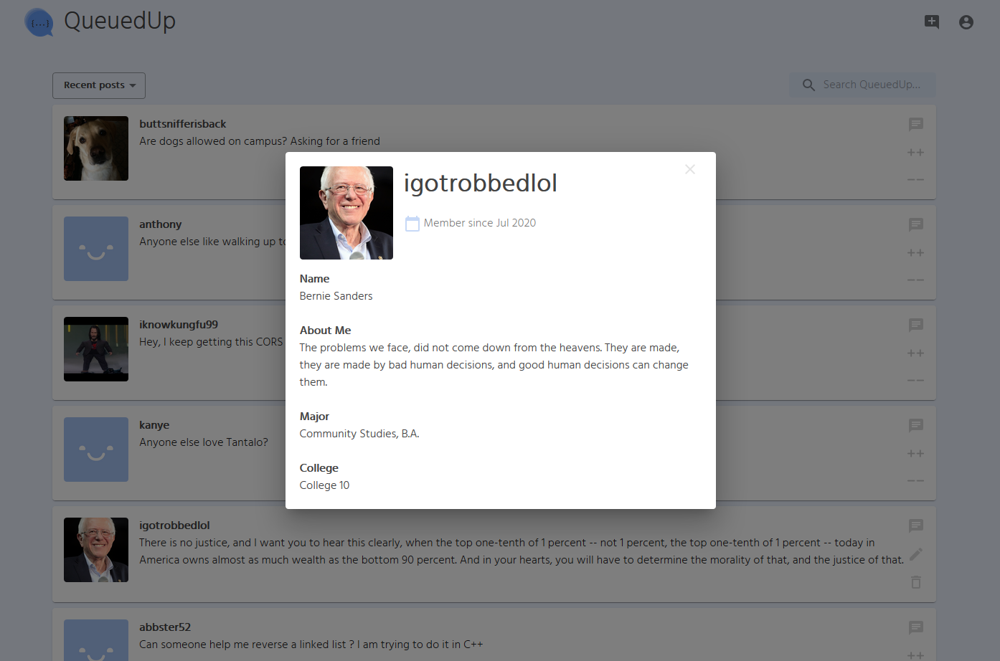 {...} QueuedUp
Recent posts
Search QueuedUp...
buttsnifferisback
Are dogs allowed on campus? Asking for a friend
++
--
anthony
Anyone else like walking up to
++
--
iknowkungfu99
Hey, I keep getting this CORS
++
--
kanye
Anyone else love Tantalo?
++
--
igotrobbedlol
There is no justice, and I want you to hear this clearly, when the top one-tenth of 1 percent -- not 1 percent, the top one-tenth of 1 percent -- today in
America owns almost as much wealth as the bottom 90 percent. And in your hearts, you will have to determine the morality of that, and the justice of that.
abbster52
Can someone help me reverse a linked list ? I am trying to do it in C++
++
igotrobbedlol
Member since Jul 2020
Name
Bernie Sanders
About Me
The problems we face, did not come down from the heavens. They are made,
they are made by bad human decisions, and good human decisions can change
them.
Major
Community Studies, B.A.
College
College 10